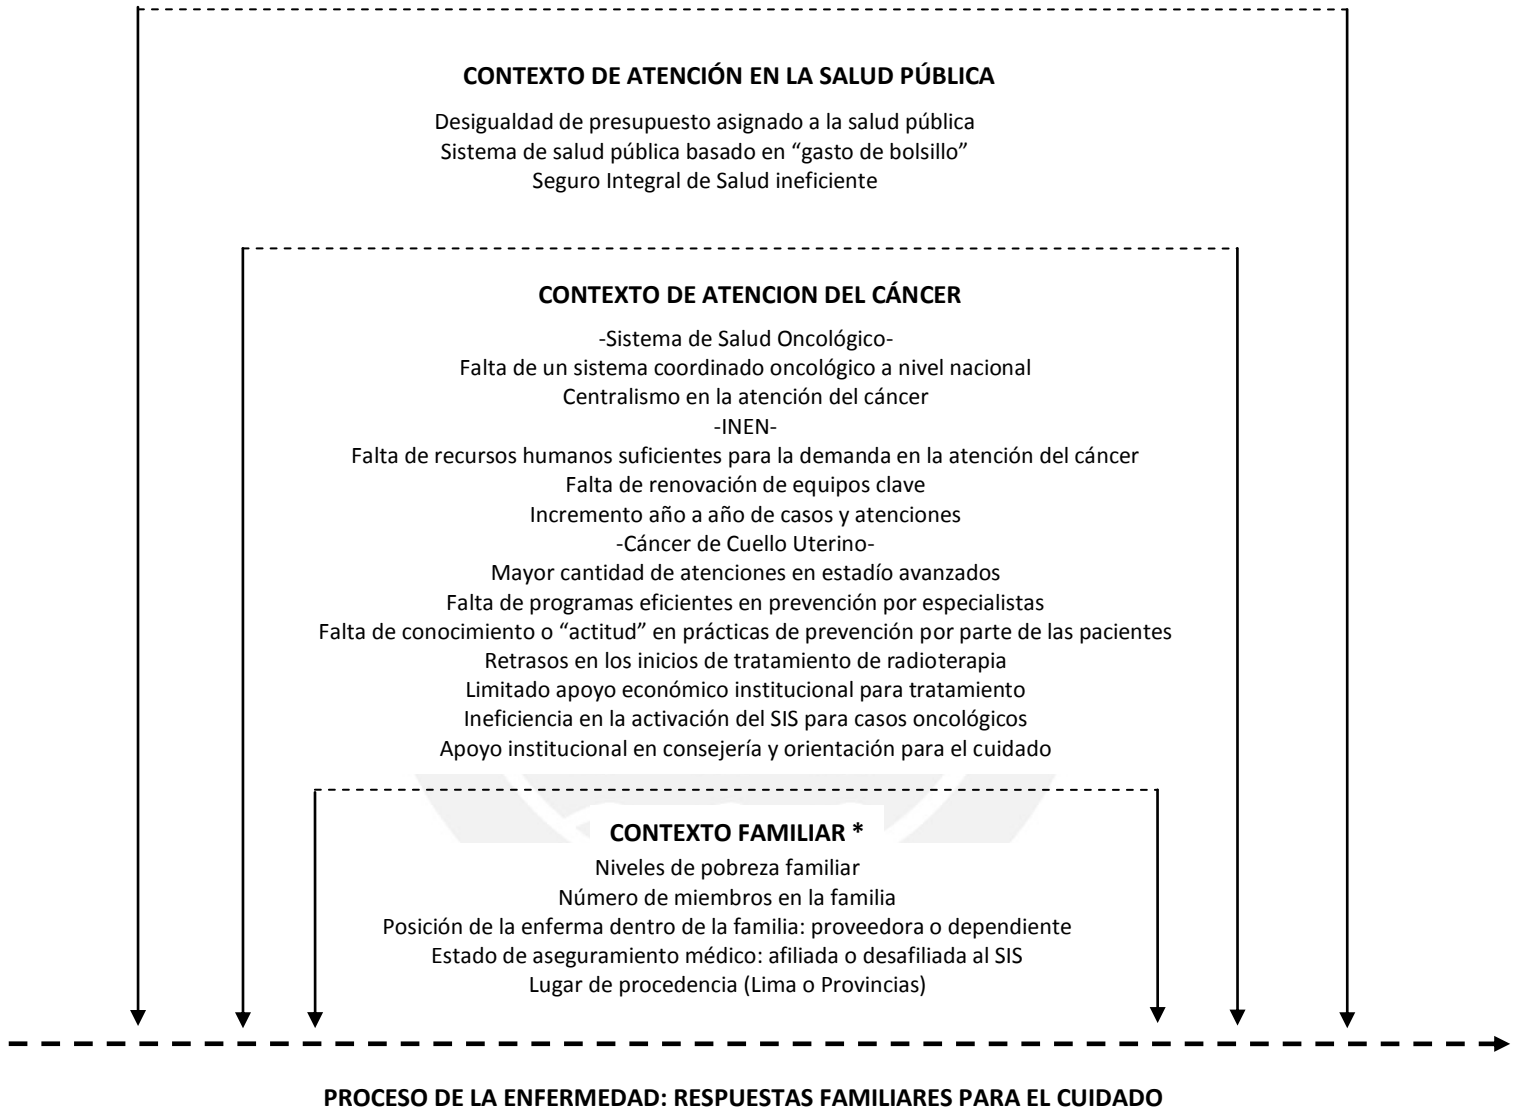 CONTEXTO DE ATENCIÓN EN LA SALUD PÚBLICA
Desigualdad de presupuesto asignado a la salud pública
Sistema de salud pública basado en “gasto de bolsillo”
Seguro Integral de Salud ineficiente
CONTEXTO DE ATENCION DEL CÁNCER
-Sistema de Salud Oncológico-
Falta de un sistema coordinado oncológico a nivel nacional
Centralismo en la atención del cáncer
-INEN-
Falta de recursos humanos suficientes para la demanda en la atención del cáncer
Falta de renovación de equipos clave
Incremento año a año de casos y atenciones
-Cáncer de Cuello Uterino-
Mayor cantidad de atenciones en estadío avanzados
Falta de programas eficientes en prevención por especialistas
Falta de conocimiento o “actitud” en prácticas de prevención por parte de las pacientes
Retrasos en los inicios de tratamiento de radioterapia
Limitado apoyo económico institucional para tratamiento
Ineficiencia en la activación del SIS para casos oncológicos
Apoyo institucional en consejería y orientación para el cuidado
CONTEXTO FAMILIAR *
Niveles de pobreza familiar
Número de miembros en la familia
Posición de la enferma dentro de la familia: proveedora o dependiente
Estado de aseguramiento médico: afiliada o desafiliada al SIS
Lugar de procedencia (Lima o Provincias)
PROCESO DE LA ENFERMEDAD: RESPUESTAS FAMILIARES PARA EL CUIDADO